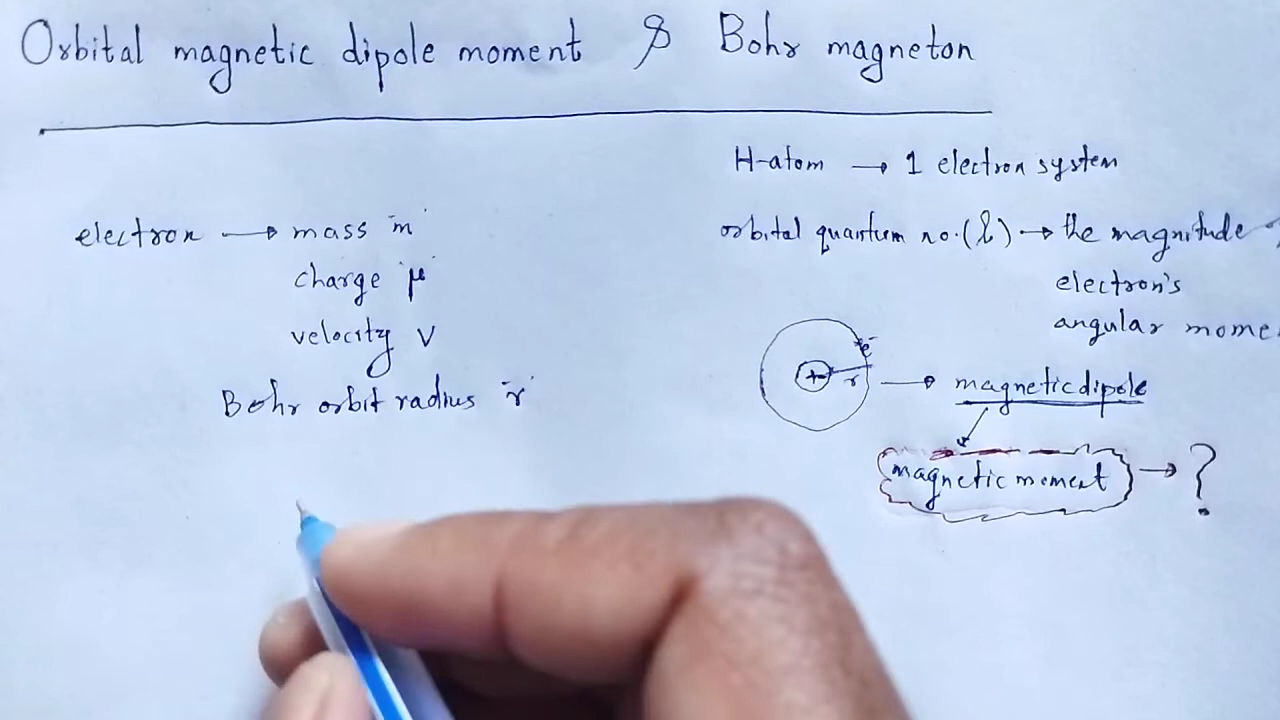 Orbital magnetic dipole moment & Bohr magneton
electron → mass "m"
charge "μ"
velocity v
Bohr orbit radius "r"
H-atom → 1 electron system
orbital quantum no. (l) → the magnitude
electron's
angular mome
+ r e-
→ magnetic dipole
magnetic moment → ?